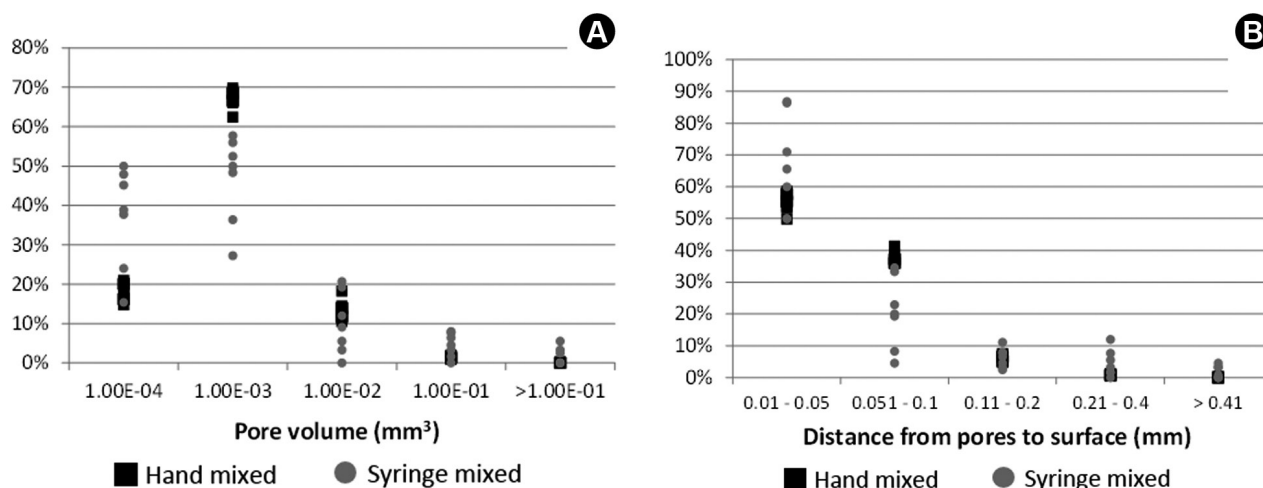 A
80%
70%
60%
50%
40%
30%
20%
10%
0%
1.00E-04 1.00E-03 1.00E-02 1.00E-01 >1.00E-01
Pore volume (mm³)
Hand mixed Syringe mixed
B
100%
90%
80%
70%
60%
50%
40%
30%
20%
10%
0%
0.01 - 0.05 0.051 - 0.1 0.11 - 0.2 0.21 - 0.4 > 0.41
Distance from pores to surface (mm)
Hand mixed Syringe mixed